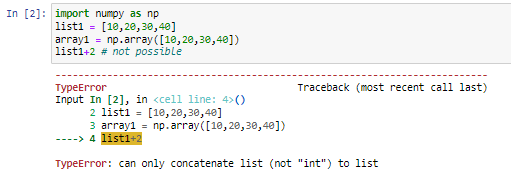 In [2]: import numpy as np
list1 = [10,20,30,40]
array1 = np.array([10,20,30,40])
list1+2 # not possible
---------------------------------------------------------------------------
TypeError                                 Traceback (most recent call last)
Input In [2], in <cell line: 4>()
      2 list1 = [10,20,30,40]
      3 array1 = np.array([10,20,30,40])
----> 4 list1+2
TypeError: can only concatenate list (not "int") to list